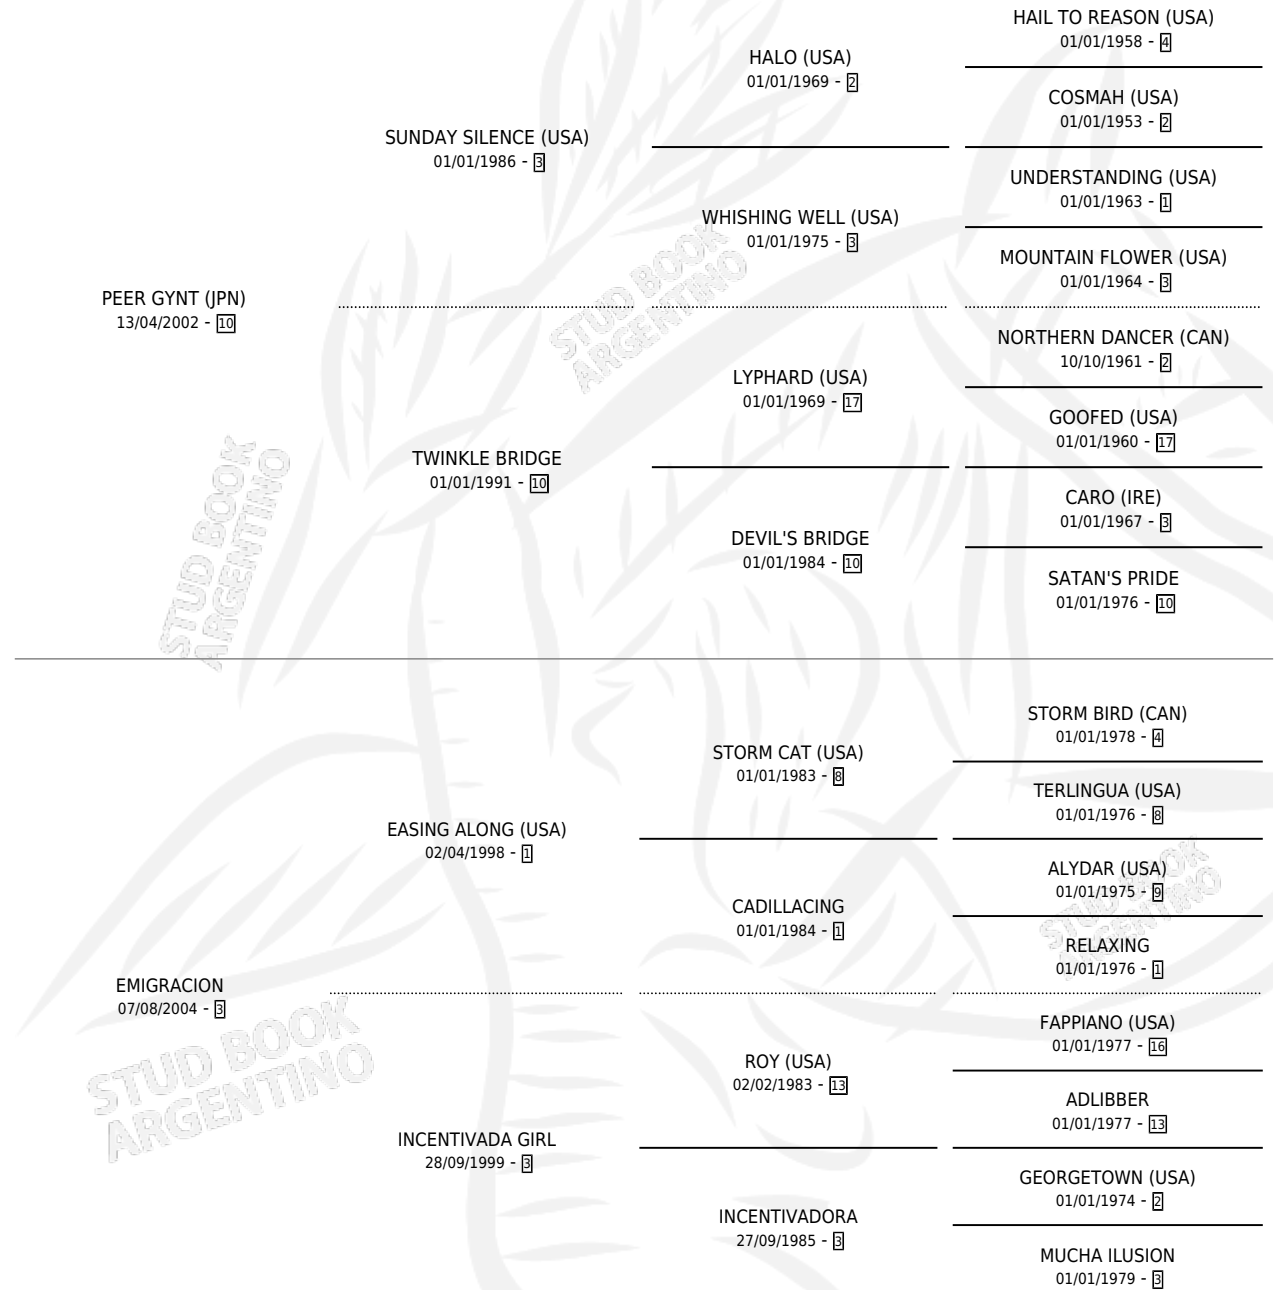 HAIL TO REASON (USA)
01/01/1958 - 4
HALO (USA)
01/01/1969 - 2
COSMAH (USA)
01/01/1953 - 2
SUNDAY SILENCE (USA)
01/01/1986 - 3
UNDERSTANDING (USA)
01/01/1963 - 1
WHISHING WELL (USA)
01/01/1975 - 3
MOUNTAIN FLOWER (USA)
01/01/1964 - 3
PEER GYNT (JPN)
13/04/2002 - 10
STUD BOOK
ARGENTINO
NORTHERN DANCER (CAN)
10/10/1961 - 2
LYPHARD (USA)
01/01/1969 - 17
GOOFED (USA)
01/01/1960 - 17
TWINKLE BRIDGE
01/01/1991 - 10
CARO (IRE)
01/01/1967 - 3
DEVIL'S BRIDGE
01/01/1984 - 10
SATAN'S PRIDE
01/01/1976 - 10
STUD BOOK
ARGENTINO
STORM BIRD (CAN)
01/01/1978 - 4
STORM CAT (USA)
01/01/1983 - 8
TERLINGUA (USA)
01/01/1976 - 8
EASING ALONG (USA)
02/04/1998 - 1
ALYDAR (USA)
01/01/1975 - 9
STUD BOOK
ARGENTINO
CADILLACING
01/01/1984 - 1
RELAXING
01/01/1976 - 1
EMIGRACION
07/08/2004 - 3
STUD BOOK
ARGENTINO
FAPPIANO (USA)
01/01/1977 - 16
ROY (USA)
02/02/1983 - 13
ADLIBBER
01/01/1977 - 13
INCENTIVADA GIRL
28/09/1999 - 3
GEORGETOWN (USA)
01/01/1974 - 2
INCENTIVADORA
27/09/1985 - 3
MUCHA ILUSION
01/01/1979 - 3